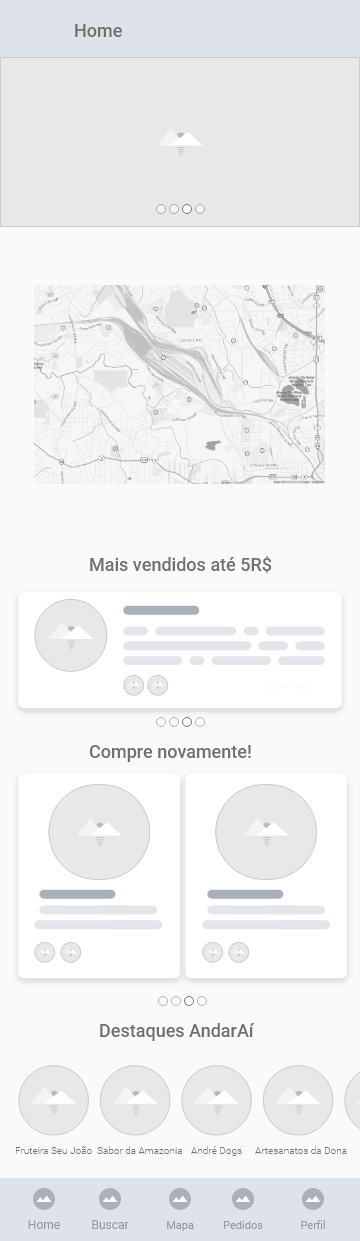 Home
Mais vendidos até 5R$
Compre novamente!
Destaques AndarAí
Fruteira Seu João
Sabor da Amazonia
André Dogs
Artesanatos da Dona
Home
Buscar
Mapa
Pedidos
Perfil